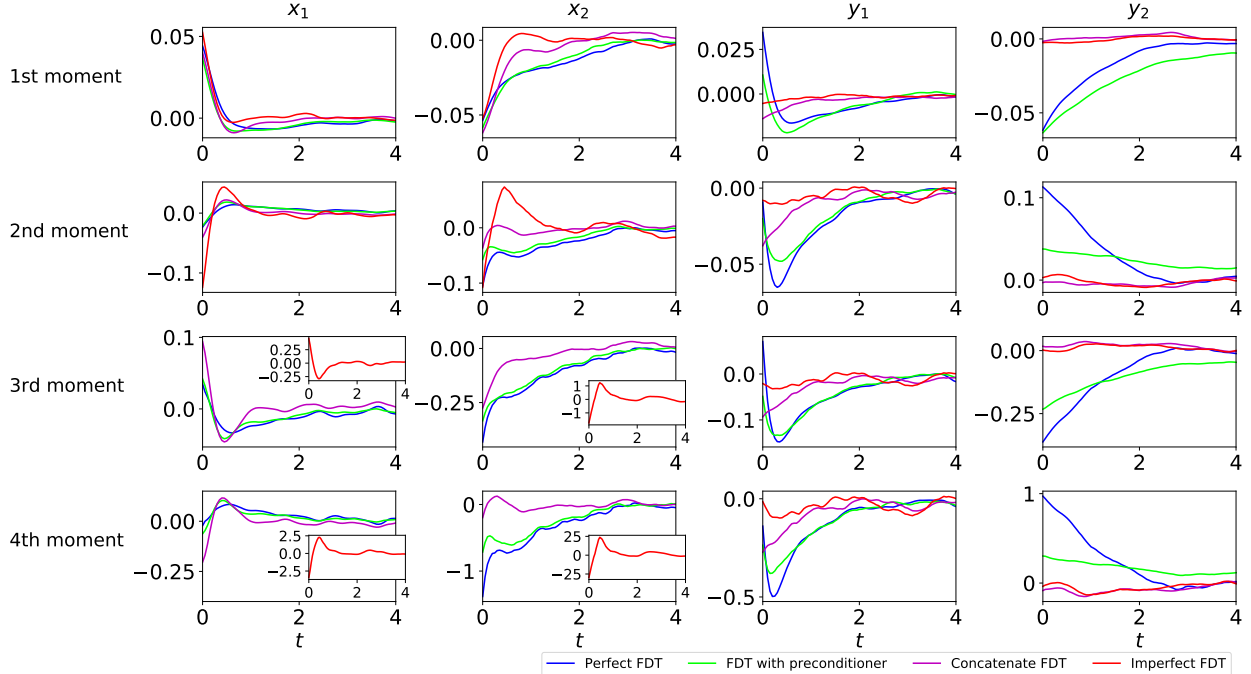 x₁ x₂ y₁ y₂
1st moment
0.05
0.00
0 2 4
0.00
−0.05
0 2 4
0.025
0.000
0 2 4
0.00
−0.05
0 2 4
2nd moment
0.0
−0.1
0 2 4
0.0
−0.1
0 2 4
0.00
−0.05
0 2 4
0.1
0.0
0 2 4
3rd moment
0.1
0.0
0 2 4
0.25
0.00
−0.25
0 2 4
0.00
−0.25
0 2 4
1
0
−1
0 2 4
0.0
−0.1
0 2 4
0.00
−0.25
0 2 4
4th moment
0.00
−0.25
0 2 4
2.5
0.0
−2.5
0 2 4
0
−1
0 2 4
25
0
−25
0 2 4
0.0
−0.5
0 2 4
1
0
0 2 4
t t t t
Perfect FDT FDT with preconditioner Concatenate FDT Imperfect FDT